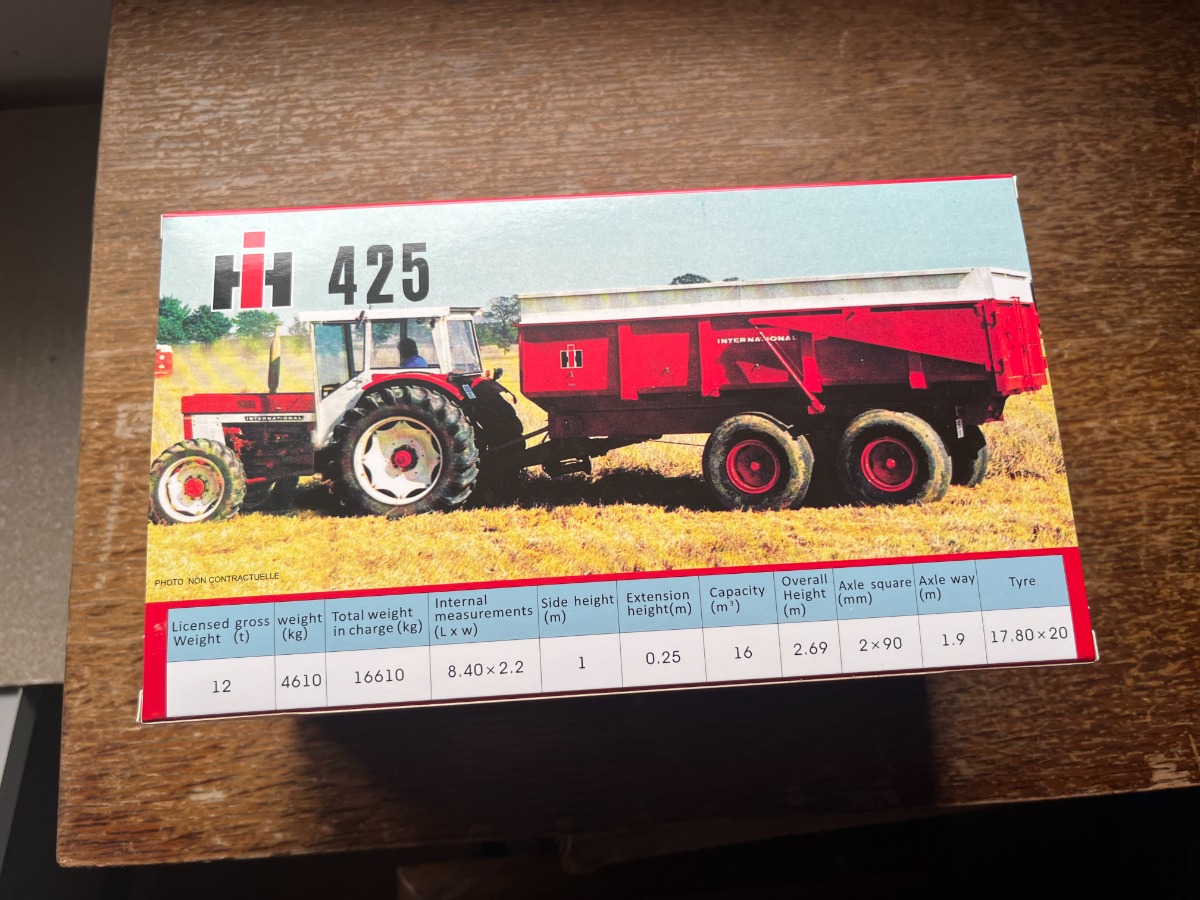 IH 425
INTERNATIONAL
INTERNATIONAL
PHOTO NON CONTRACTUELLE
Licensed gross
Weight (t)
weight
(kg)
Total weight
in charge (kg)
Internal
measurements
(L x w)
Side height
(m)
Extension
height(m)
Capacity
(m³)
Overall
Height
(m)
Axle square
(mm)
Axle way
(m)
Tyre
12
4610
16610
8.40×2.2
1
0.25
16
2.69
2×90
1.9
17.80×20